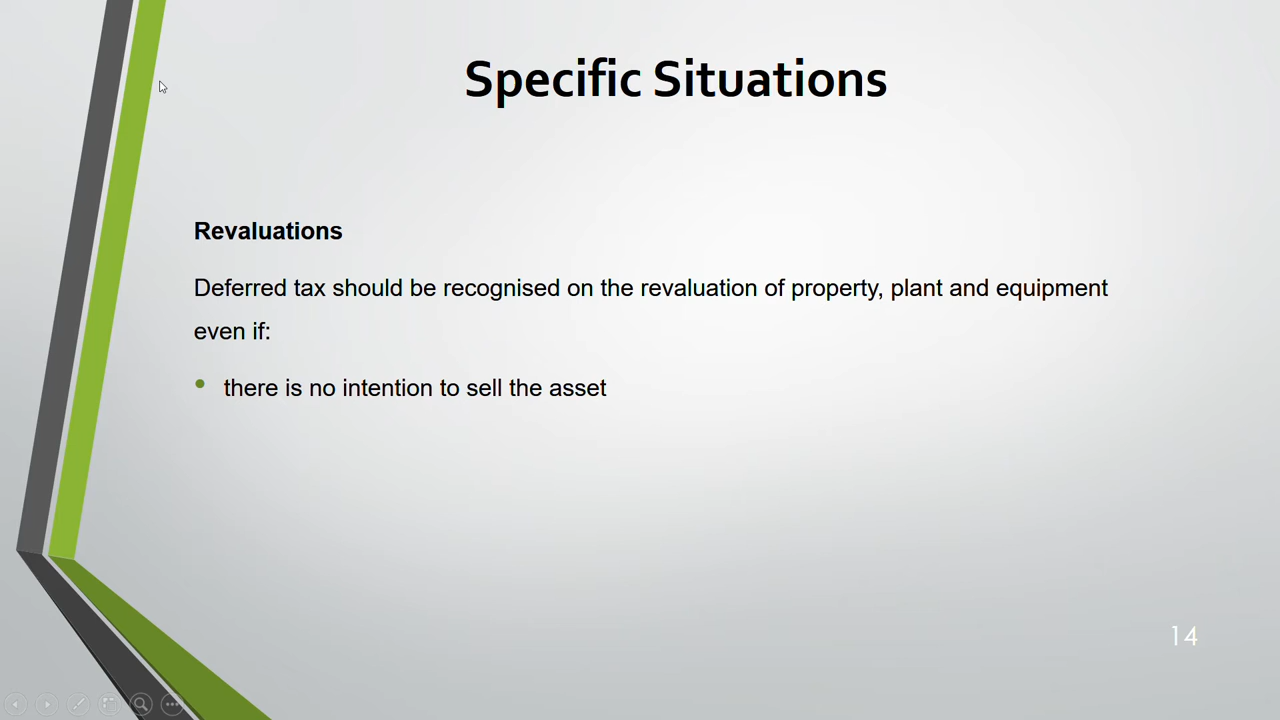 Specific Situations
Revaluations
Deferred tax should be recognised on the revaluation of property, plant and equipment
even if:
• there is no intention to sell the asset
14